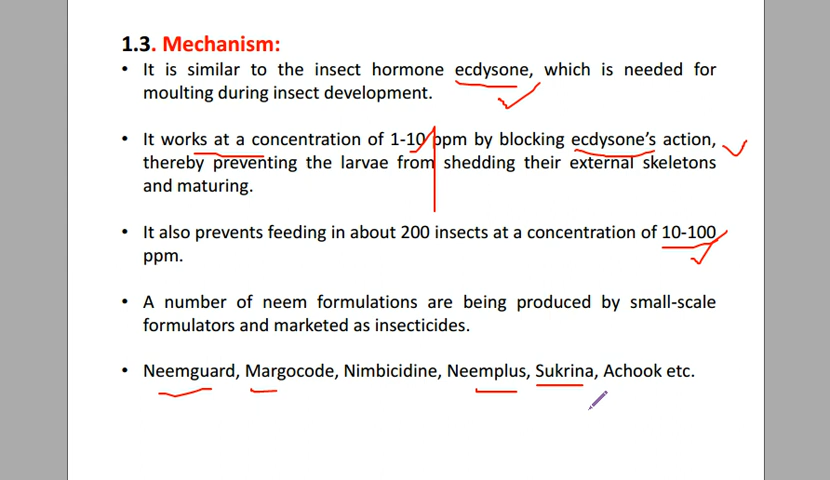 1.3. Mechanism:
• It is similar to the insect hormone ecdysone, which is needed for
moulting during insect development.
• It works at a concentration of 1-10 ppm by blocking ecdysone's action,
thereby preventing the larvae from shedding their external skeletons
and maturing.
• It also prevents feeding in about 200 insects at a concentration of 10-100
ppm.
• A number of neem formulations are being produced by small-scale
formulators and marketed as insecticides.
• Neemguard, Margocode, Nimbicidine, Neemplus, Sukrina, Achook etc.